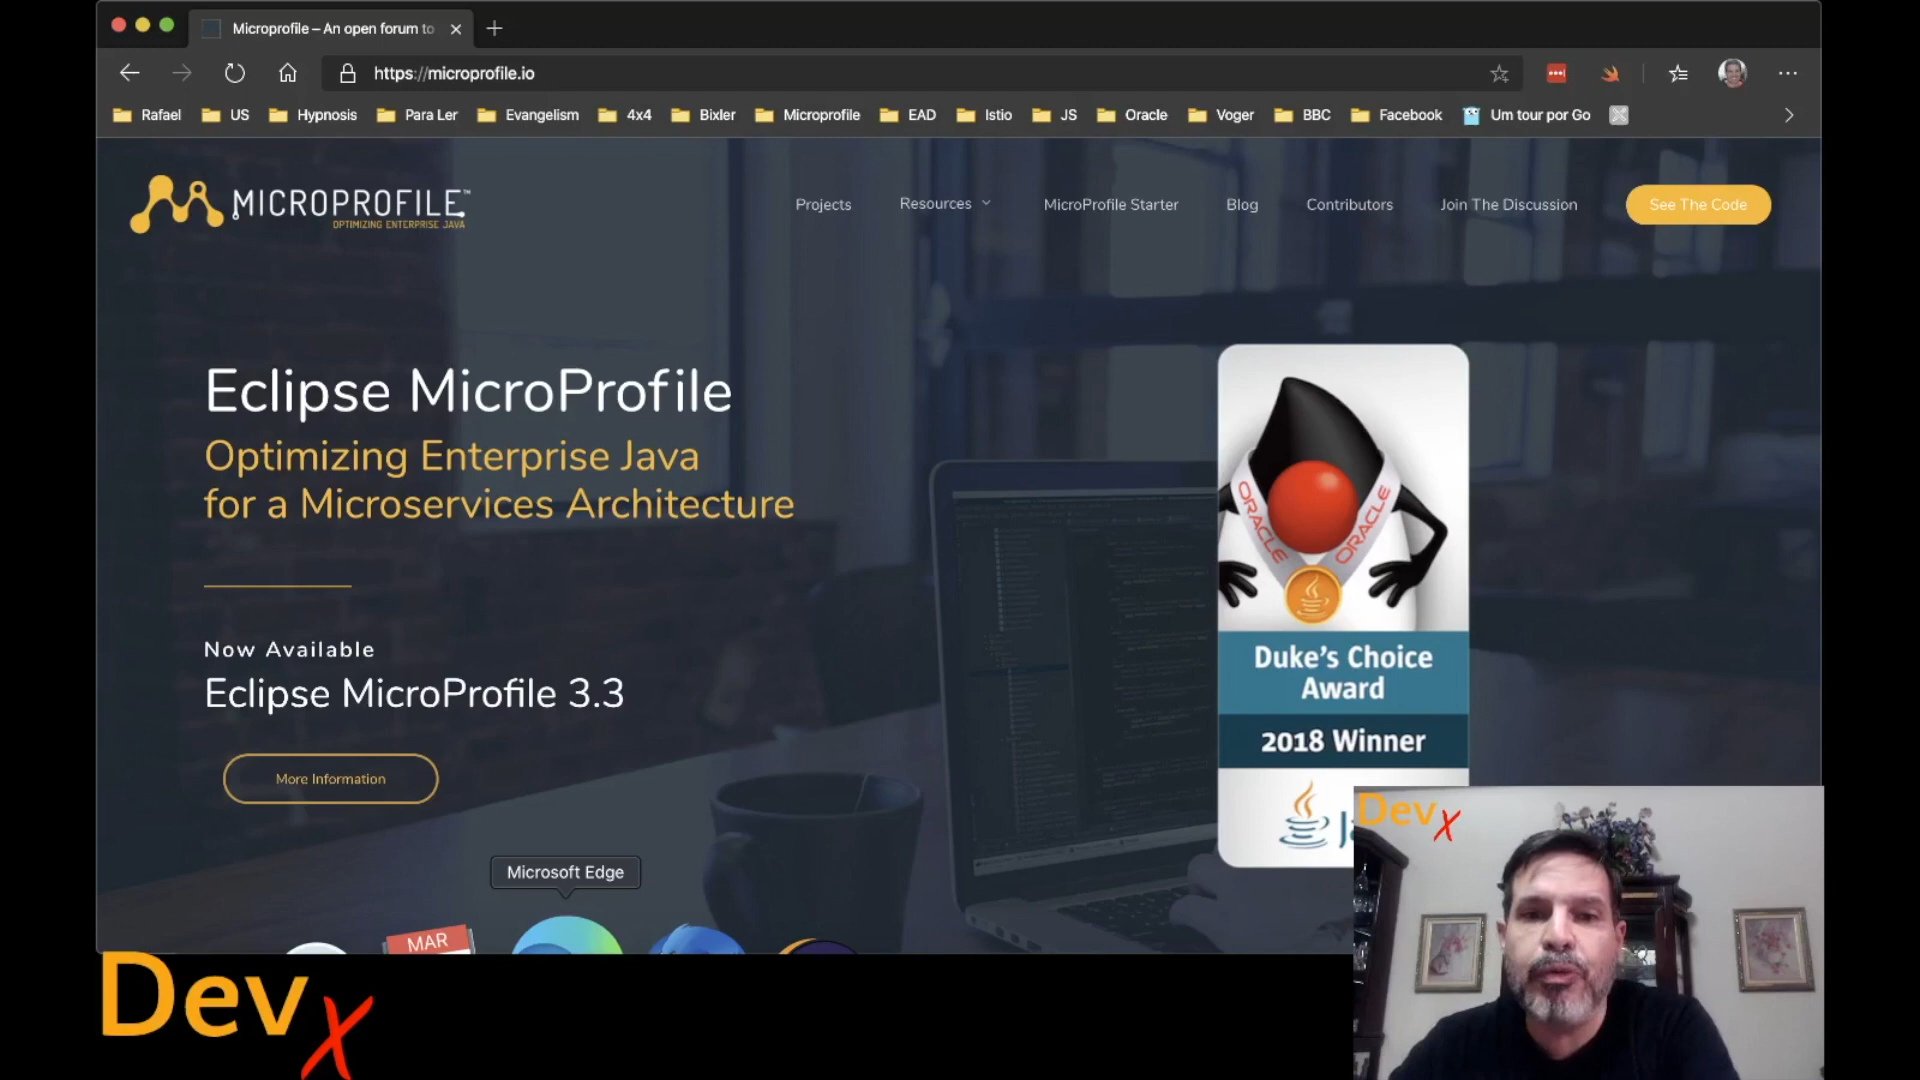 Microprofile – An open forum to
https://microprofile.io
Rafael US Hypnosis Para Ler Evangelism 4x4 Bixler Microprofile EAD Istio JS Oracle Voger BBC Facebook Um tour por Go
MICROPROFILE™
OPTIMIZING ENTERPRISE JAVA
Projects Resources MicroProfile Starter Blog Contributors Join The Discussion See The Code
Eclipse MicroProfile
Optimizing Enterprise Java
for a Microservices Architecture
Now Available
Eclipse MicroProfile 3.3
More Information
ORACLE ORACLE
Duke's Choice
Award
2018 Winner
Microsoft Edge
MAR
Dev X
Dev X